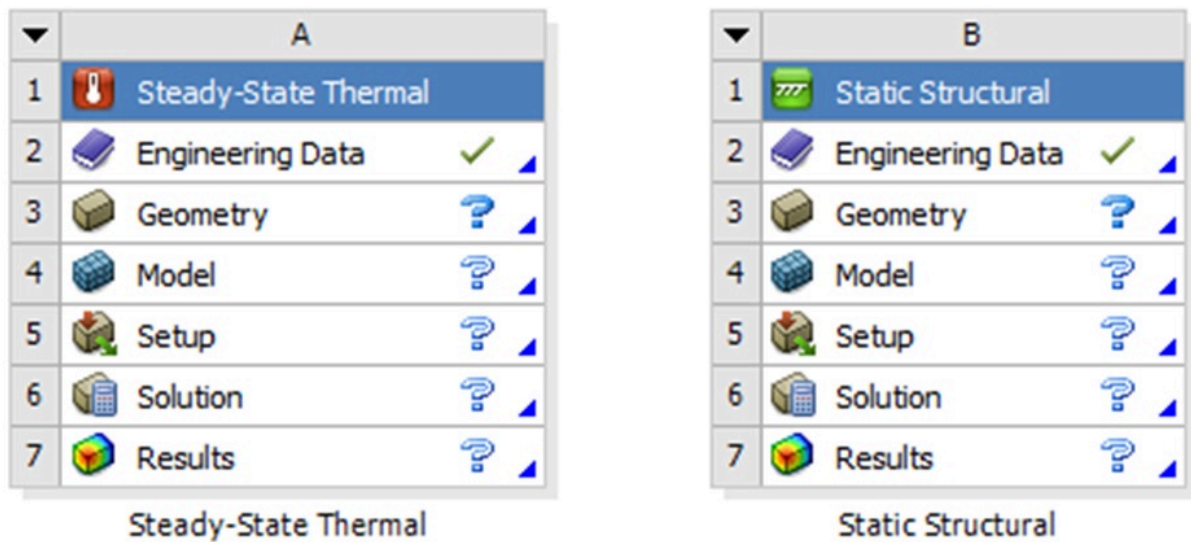 A
1 Steady-State Thermal
2 Engineering Data
3 Geometry
4 Model
5 Setup
6 Solution
7 Results
Steady-State Thermal
B
1 Static Structural
2 Engineering Data
3 Geometry
4 Model
5 Setup
6 Solution
7 Results
Static Structural